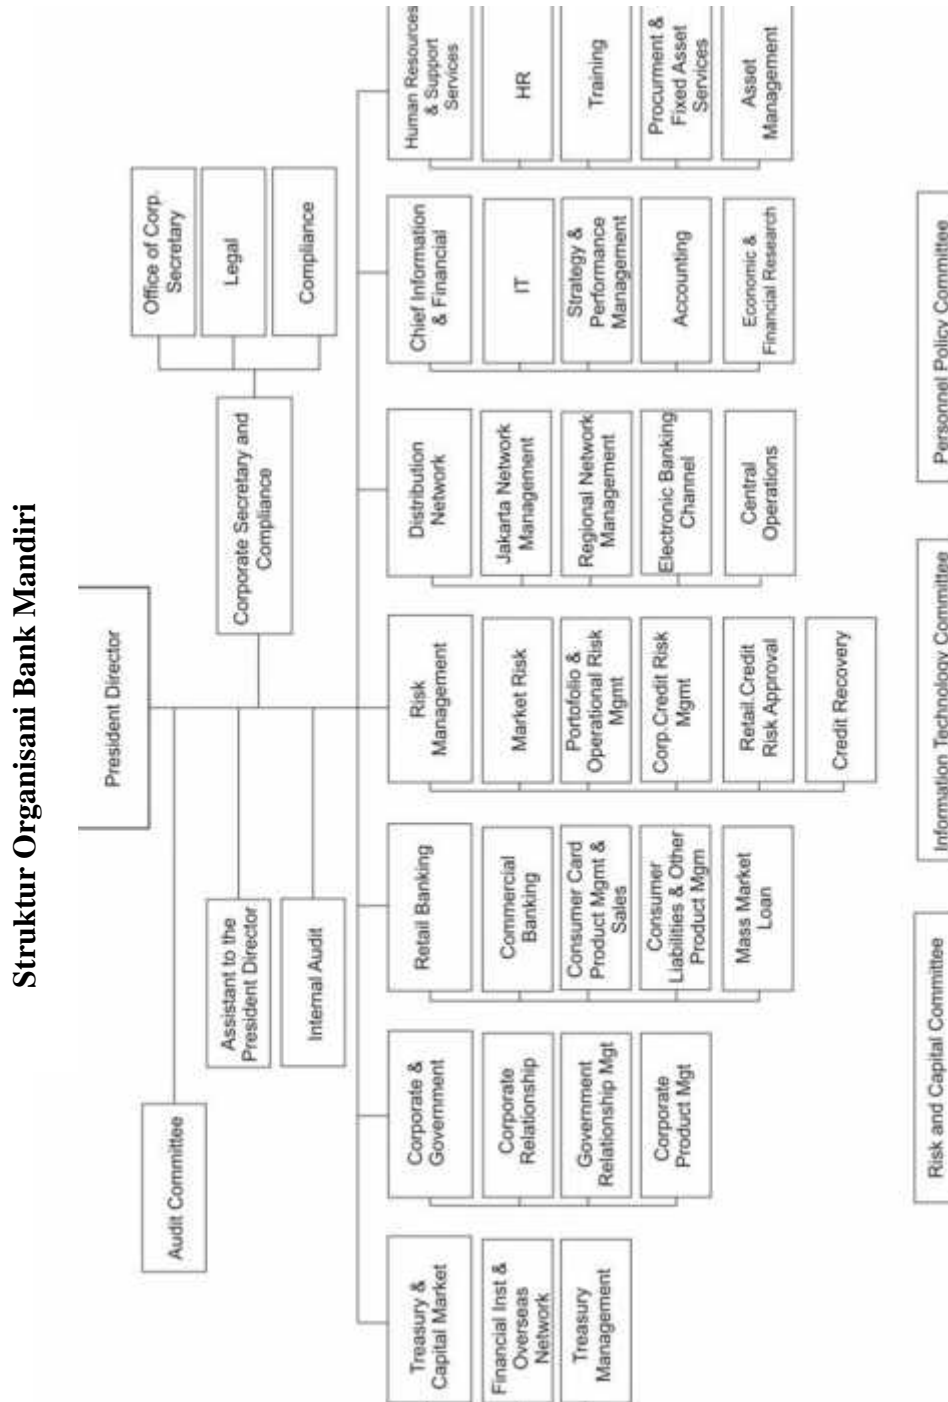 Struktur Organisani Bank Mandiri
President Director
Audit Committee
Assistant to the
President Director
Internal Audit
Corporate Secretary and
Compliance
Office of Corp.
Secretary
Legal
Compliance
Treasury &
Capital Market
Financial Inst &
Overseas
Network
Treasury
Management
Corporate &
Government
Corporate
Relationship
Government
Relationship Mgt
Corporate
Product Mgt
Retail Banking
Commercial
Banking
Consumer Card
Product Mgmt &
Sales
Consumer
Liabilities & Other
Product Mgm
Mass Market
Loan
Risk
Management
Market Risk
Portofolio &
Operational Risk
Mgmt
Corp.Credit Risk
Mgmt
Retail.Credit
Risk Approval
Credit Recovery
Distribution
Network
Jakarta Network
Management
Regional Network
Management
Electronic Banking
Channel
Central
Operations
Chief Information
& Financial
IT
Strategy &
Performance
Management
Accounting
Economic &
Financial Research
Human Resources
& Support
Services
HR
Training
Procurment &
Fixed Asset
Services
Asset
Management
Risk and Capital Committee
Information Technology Committee
Personnel Policy Committee